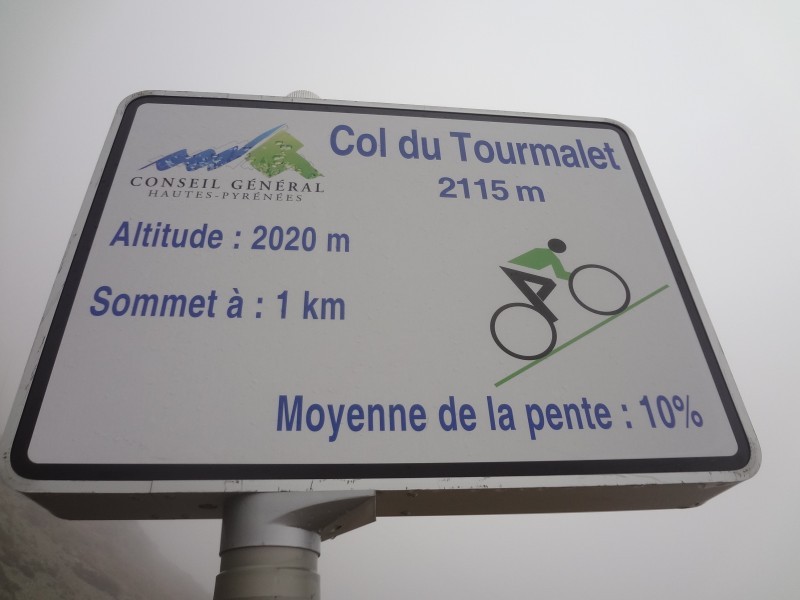 Col du Tourmalet
2115 m
CONSEIL GÉNÉRAL
HAUTES-PYRÉNÉES
Altitude : 2020 m
Sommet à : 1 km
Moyenne de la pente : 10%